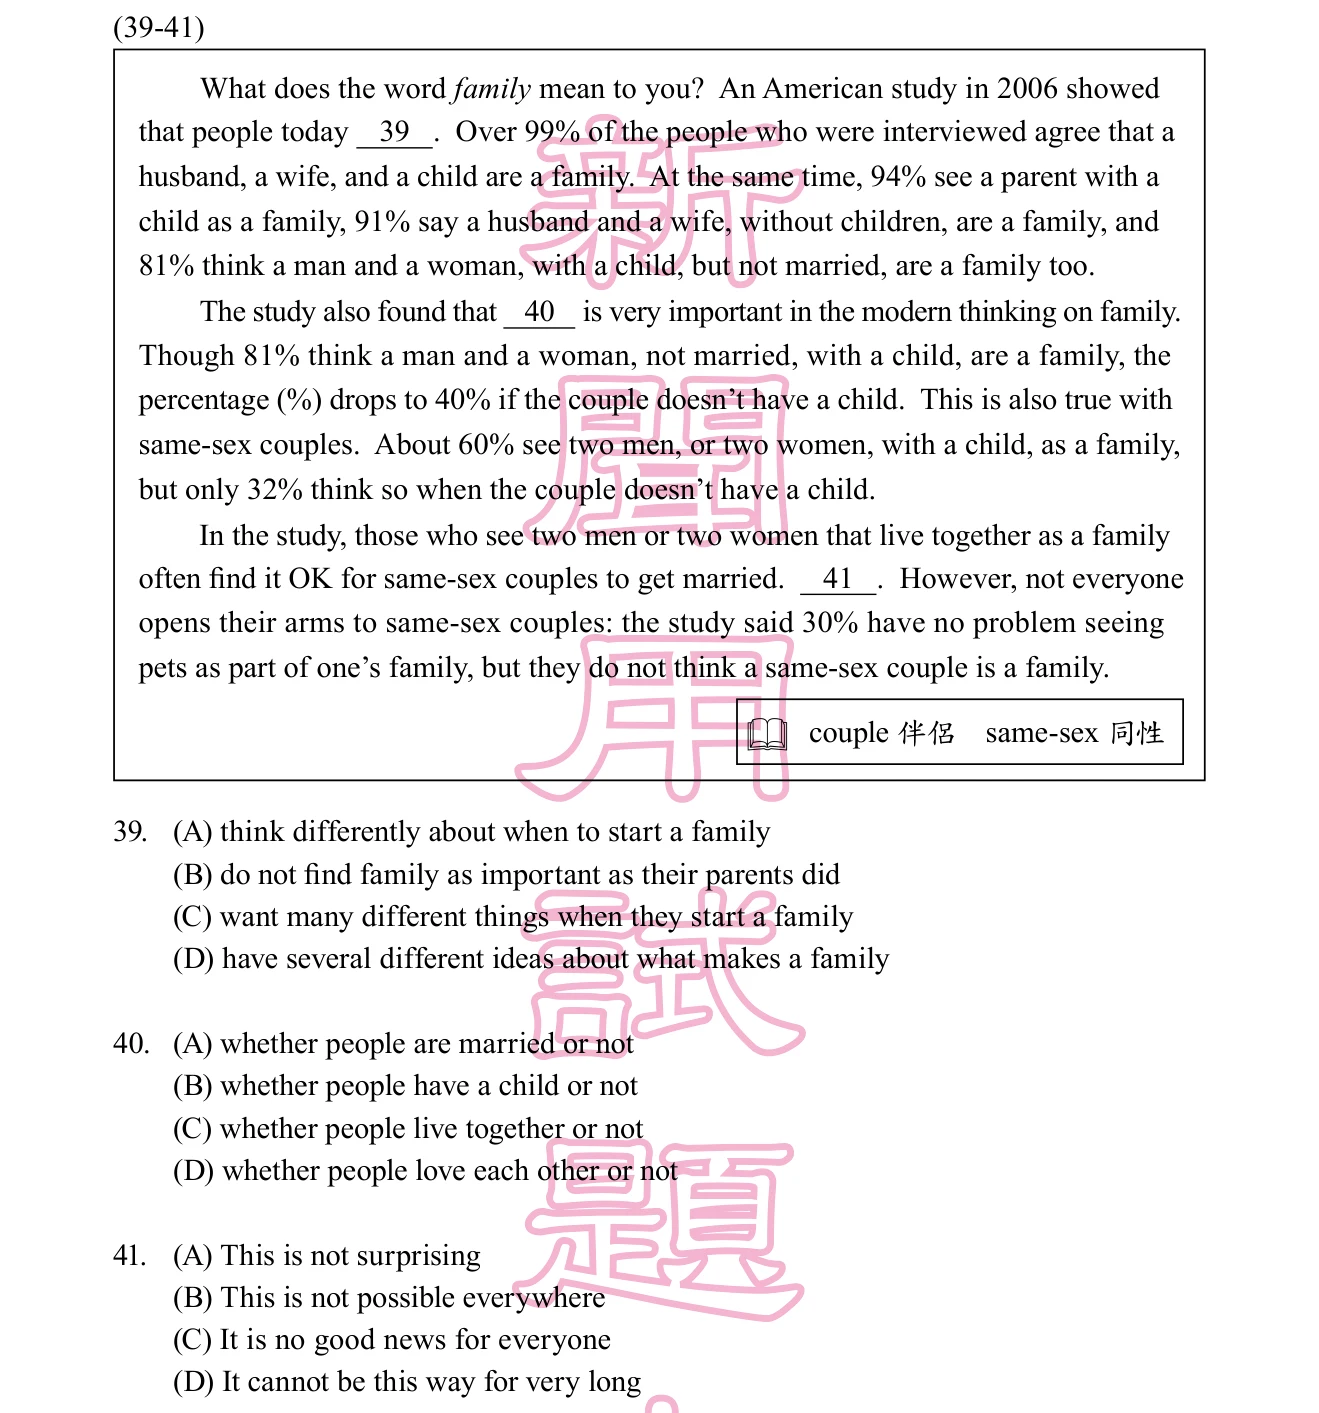 (39-41)
What does the word family mean to you? An American study in 2006 showed
that people today 39 . Over 99% of the people who were interviewed agree that a
husband, a wife, and a child are a family. At the same time, 94% see a parent with a
child as a family, 91% say a husband and a wife, without children, are a family, and
81% think a man and a woman, with a child, but not married, are a family too.
The study also found that 40 is very important in the modern thinking on family.
Though 81% think a man and a woman, not married, with a child, are a family, the
percentage (%) drops to 40% if the couple doesn’t have a child. This is also true with
same-sex couples. About 60% see two men, or two women, with a child, as a family,
but only 32% think so when the couple doesn’t have a child.
In the study, those who see two men or two women that live together as a family
often find it OK for same-sex couples to get married. 41 . However, not everyone
opens their arms to same-sex couples: the study said 30% have no problem seeing
pets as part of one’s family, but they do not think a same-sex couple is a family.
couple 伴侶 same-sex 同性
39. (A) think differently about when to start a family
(B) do not find family as important as their parents did
(C) want many different things when they start a family
(D) have several different ideas about what makes a family
40. (A) whether people are married or not
(B) whether people have a child or not
(C) whether people live together or not
(D) whether people love each other or not
41. (A) This is not surprising
(B) This is not possible everywhere
(C) It is no good news for everyone
(D) It cannot be this way for very long
新聞用試題